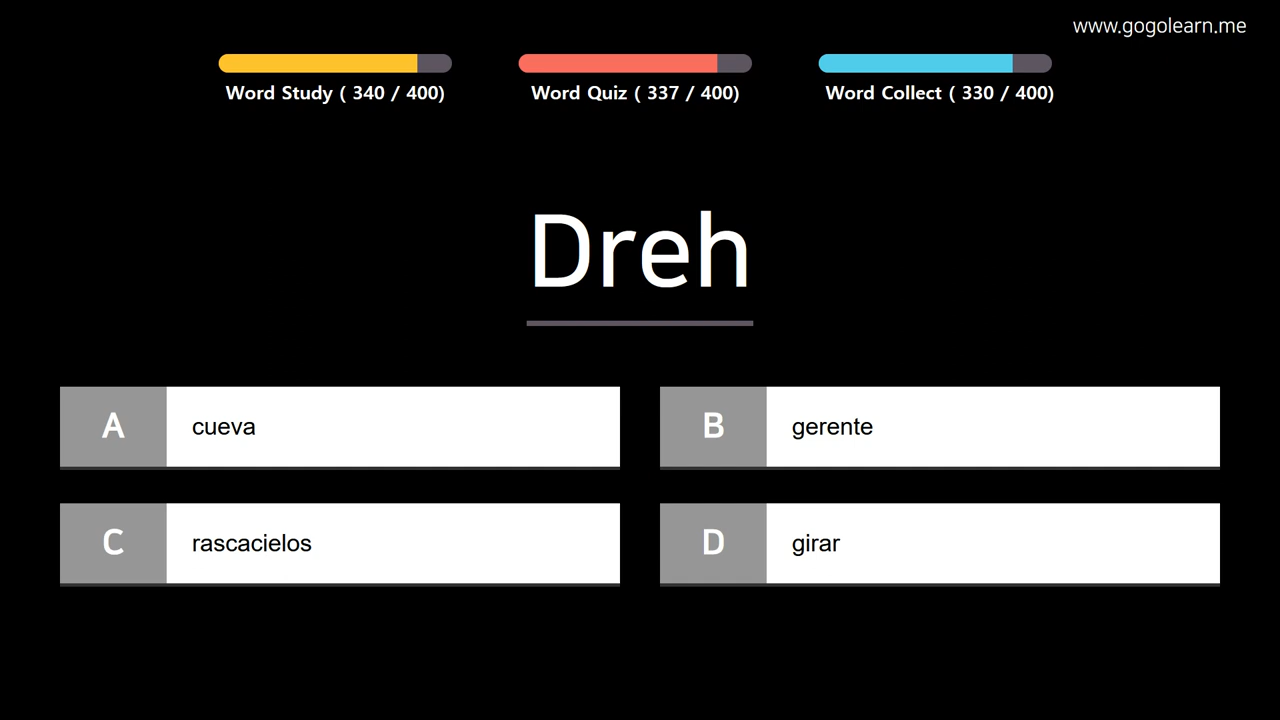 www.gogolearn.me
Word Study ( 340 / 400)
Word Quiz ( 337 / 400)
Word Collect ( 330 / 400)
Dreh
A
cueva
B
gerente
C
rascacielos
D
girar